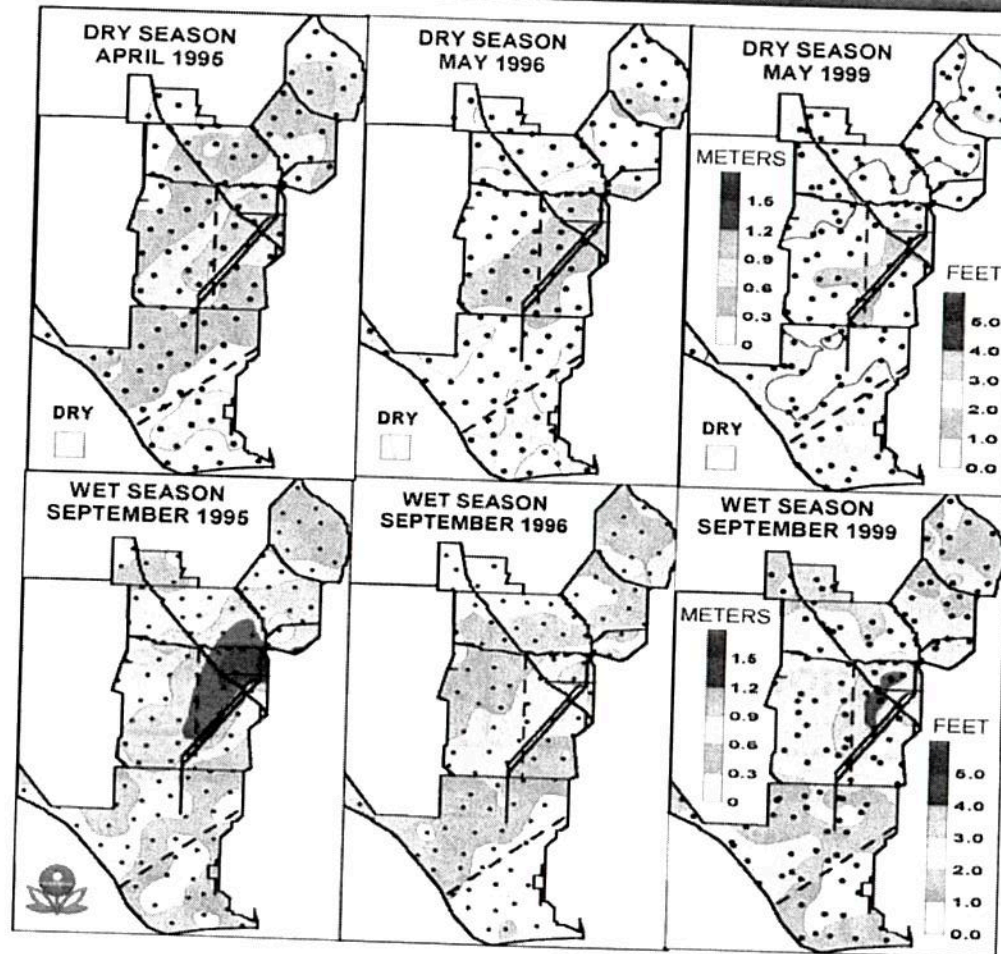 DRY SEASON
APRIL 1995
DRY
DRY SEASON
MAY 1996
DRY
DRY SEASON
MAY 1999
METERS
1.5
1.2
0.9
0.6
0.3
0
FEET
5.0
4.0
3.0
2.0
1.0
0.0
DRY
WET SEASON
SEPTEMBER 1995
WET SEASON
SEPTEMBER 1996
WET SEASON
SEPTEMBER 1999
METERS
1.5
1.2
0.9
0.6
0.3
0
FEET
5.0
4.0
3.0
2.0
1.0
0.0